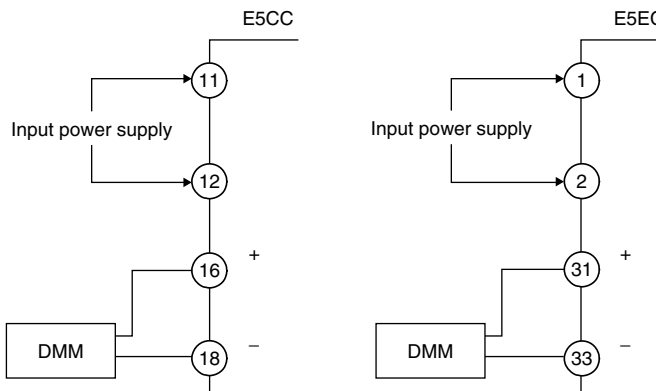 E5CC
11
Input power supply
12
16
+
DMM
18
−
E5EC
1
Input power supply
2
31
+
DMM
33
−